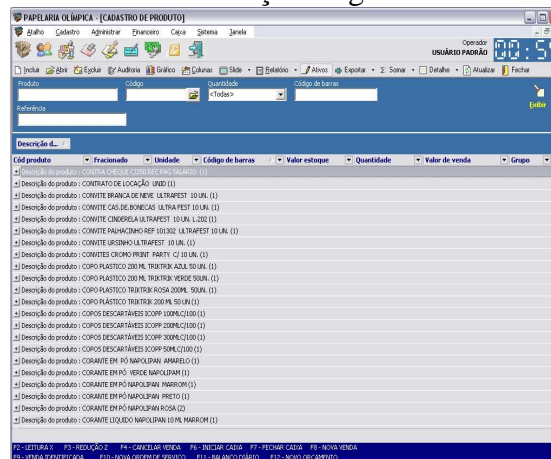 PAPELARIA OLÍMPICA - [CADASTRO DE PRODUTO]
Atalho Cadastro Administrar Financeiro Caixa Sistema Janela
Operador
USUÁRIO PADRÃO
Incluir Abrir Excluir Auditoria Gráfico Colunas Slide Relatório Ativos Exportar Σ Somar Detalhe Atualizar Fechar
Produto Código Quantidade Código de barras
<Todas>
Exibir
Referência
Descrição d...
Cód produto Fracionado Unidade Código de barras Valor estoque Quantidade Valor de venda Grupo
Descrição do produto : CONTRA CHEQUE C/250 REC PAG SALARIO (1)
Descrição do produto : CONTRATO DE LOCAÇÃO UNID (1)
Descrição do produto : CONVITE BRANCA DE NEVE ULTRAFEST 10 UN. (1)
Descrição do produto : CONVITE CAS.DE.BONECAS ULTRA FEST 10 UN. (1)
Descrição do produto : CONVITE CINDERELA ULTRAFEST 10 UN. L.202 (1)
Descrição do produto : CONVITE PALHACINHO REF 101302 ULTRAFEST 10 UN. (1)
Descrição do produto : CONVITE URSINHO ULTRAFEST 10 UN. (1)
Descrição do produto : CONVITES CROMO PRINT PARTY C/ 10 UN. (1)
Descrição do produto : COPO PLASTICO 200 ML TRIKTRIK AZUL 50 UN. (1)
Descrição do produto : COPO PLASTICO 200 ML TRIKTRIK VERDE 50UN. (1)
Descrição do produto : COPO PLÁSTICO TRIKTRIK ROSA 200ML 50UN. (1)
Descrição do produto : COPO PLÁSTICO TRIKTRIK 200 ML 50 UN (1)
Descrição do produto : COPOS DESCARTÁVEIS ICOPP 100MLC/100 (1)
Descrição do produto : COPOS DESCARTÁVEIS ICOPP 200MLC/100 (1)
Descrição do produto : COPOS DESCARTÁVEIS ICOPP 300MLC/100 (1)
Descrição do produto : COPOS DESCARTÁVEIS ICOPP 50MLC/100 (1)
Descrição do produto : CORANTE EM PÓ NAPOLIPAN AMARELO (1)
Descrição do produto : CORANTE EM PÓ VERDE NAPOLIPAM (1)
Descrição do produto : CORANTE EM PÓ NAPOLIPAN MARROM (1)
Descrição do produto : CORANTE EM PÓ NAPOLIPAN PRETO (1)
Descrição do produto : CORANTE EM PÓ NAPOLIPAN ROSA (2)
Descrição do produto : CORANTE LIQUIDO NAPOLIPAN 10 ML MARROM (1)
F2 - LEITURA X F3 - REDUÇÃO Z F4 - CANCELAR VENDA F6 - INICIAR CAIXA F7 - FECHAR CAIXA F8 - NOVA VENDA
F9 - VENDA IDENTIFICADA F10 - NOVA ORDEM DE SERVIÇO F11 - BALANÇO DIÁRIO F12 - NOVO ORÇAMENTO